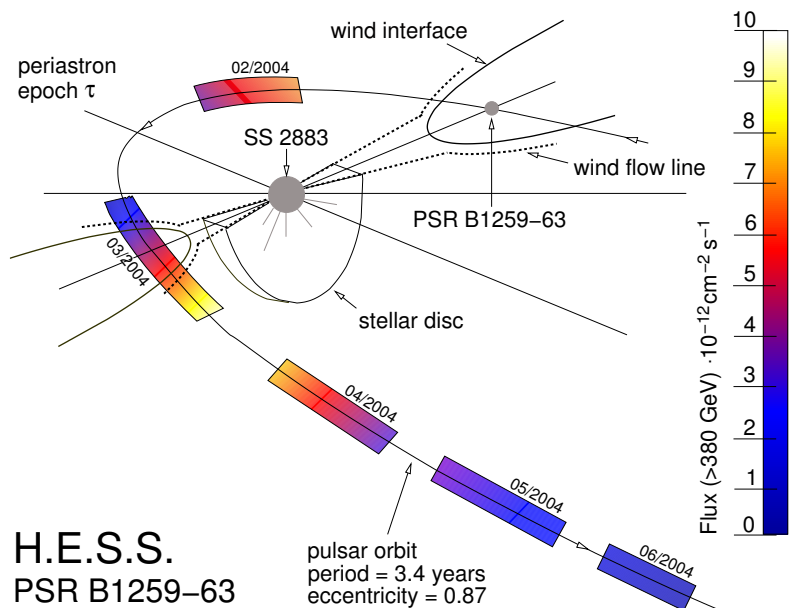 wind interface
periastron
epoch τ
02/2004
SS 2883
wind flow line
PSR B1259−63
03/2004
stellar disc
04/2004
05/2004
06/2004
pulsar orbit
period = 3.4 years
eccentricity = 0.87
H.E.S.S.
PSR B1259−63
10
9
8
7
6
5
4
3
2
1
0
Flux (>380 GeV) ·10⁻¹²cm⁻² s⁻¹